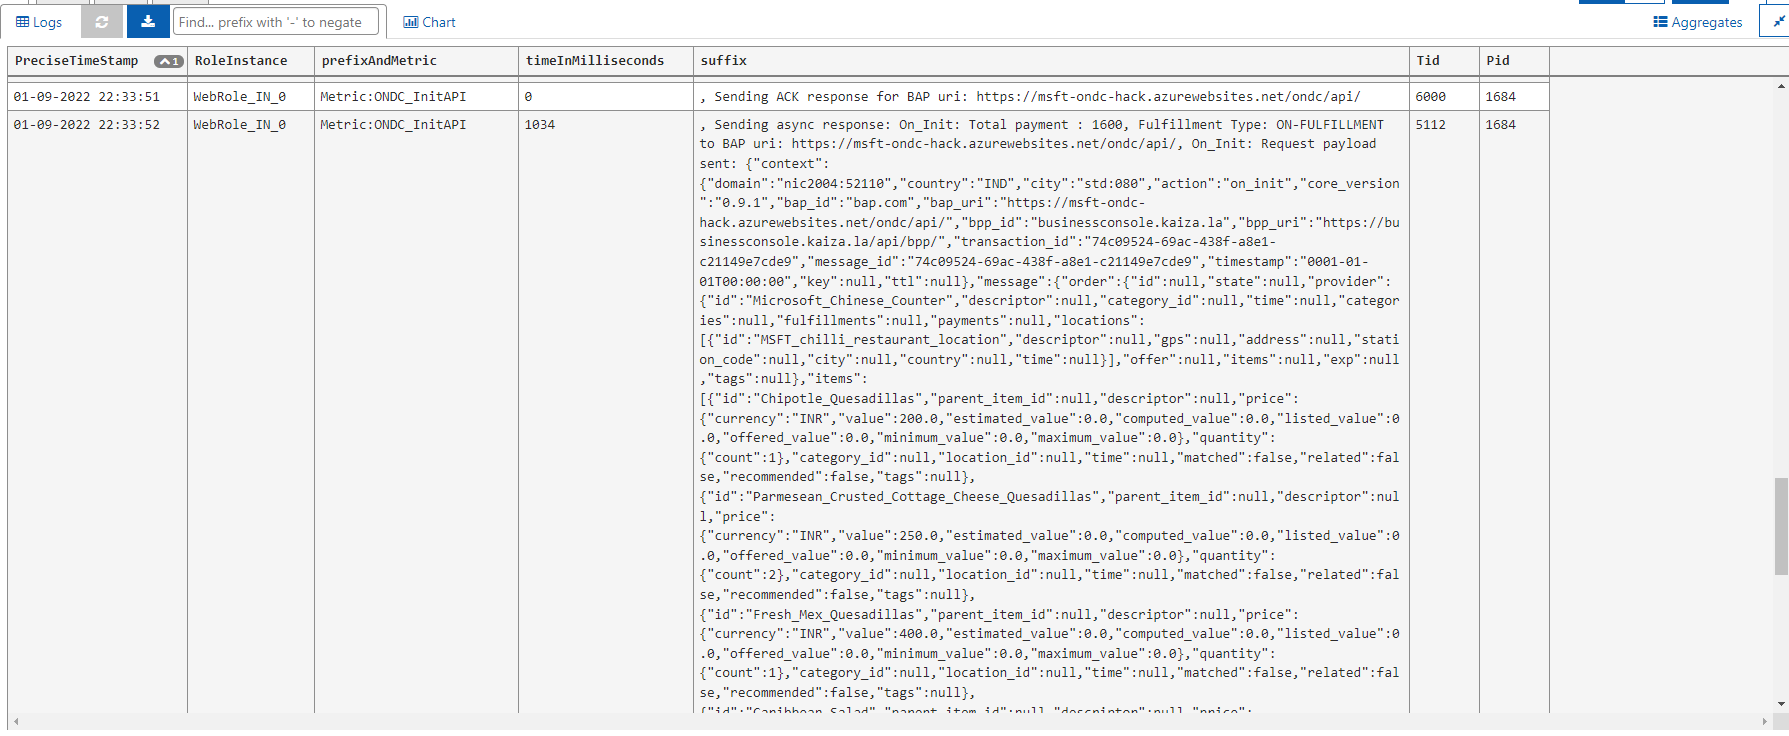 Logs
Find... prefix with '-' to negate
Chart
Aggregates
PreciseTimeStamp 1 RoleInstance prefixAndMetric timeInMilliseconds suffix Tid Pid
01-09-2022 22:33:51 WebRole_IN_0 Metric:ONDC_InitAPI 0 , Sending ACK response for BAP uri: https://msft-ondc-hack.azurewebsites.net/ondc/api/ 6000 1684
01-09-2022 22:33:52 WebRole_IN_0 Metric:ONDC_InitAPI 1034 , Sending async response: On_Init: Total payment : 1600, Fulfillment Type: ON-FULFILLMENT 5112 1684
to BAP uri: https://msft-ondc-hack.azurewebsites.net/ondc/api/, On_Init: Request payload
sent: {"context":
{"domain":"nic2004:52110","country":"IND","city":"std:080","action":"on_init","core_version
":"0.9.1","bap_id":"bap.com","bap_uri":"https://msft-ondc-
hack.azurewebsites.net/ondc/api/","bpp_id":"businessconsole.kaiza.la","bpp_uri":"https://bu
sinessconsole.kaiza.la/api/bpp/","transaction_id":"74c09524-69ac-438f-a8e1-
c21149e7cde9","message_id":"74c09524-69ac-438f-a8e1-c21149e7cde9","timestamp":"0001-01-
01T00:00:00","key":null,"ttl":null},"message":{"order":{"id":null,"state":null,"provider":
{"id":"Microsoft_Chinese_Counter","descriptor":null,"category_id":null,"time":null,"categor
ies":null,"fulfillments":null,"payments":null,"locations":
[{"id":"MSFT_chilli_restaurant_location","descriptor":null,"gps":null,"address":null,"stati
on_code":null,"city":null,"country":null,"time":null}],"offer":null,"items":null,"exp":null
,"tags":null},"items":
[{"id":"Chipotle_Quesadillas","parent_item_id":null,"descriptor":null,"price":
{"currency":"INR","value":200.0,"estimated_value":0.0,"computed_value":0.0,"listed_value":0
.0,"offered_value":0.0,"minimum_value":0.0,"maximum_value":0.0},"quantity":
{"count":1},"category_id":null,"location_id":null,"time":null,"matched":false,"related":fal
se,"recommended":false,"tags":null},
{"id":"Parmesean_Crusted_Cottage_Cheese_Quesadillas","parent_item_id":null,"descriptor":nul
l,"price":
{"currency":"INR","value":250.0,"estimated_value":0.0,"computed_value":0.0,"listed_value":0
.0,"offered_value":0.0,"minimum_value":0.0,"maximum_value":0.0},"quantity":
{"count":2},"category_id":null,"location_id":null,"time":null,"matched":false,"related":fal
se,"recommended":false,"tags":null},
{"id":"Fresh_Mex_Quesadillas","parent_item_id":null,"descriptor":null,"price":
{"currency":"INR","value":400.0,"estimated_value":0.0,"computed_value":0.0,"listed_value":0
.0,"offered_value":0.0,"minimum_value":0.0,"maximum_value":0.0},"quantity":
{"count":1},"category_id":null,"location_id":null,"time":null,"matched":false,"related":fal
se,"recommended":false,"tags":null},
{"id":"Caribbean_Salad","parent_item_id":null,"descriptor":null,"price":